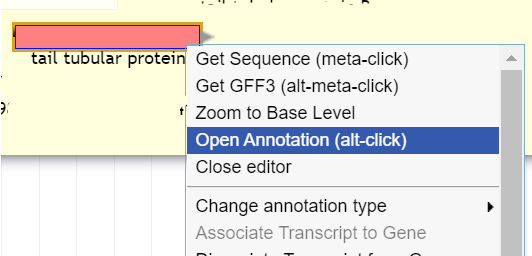 tail tubular protein
Get Sequence (meta-click)
Get GFF3 (alt-meta-click)
Zoom to Base Level
Open Annotation (alt-click)
Close editor
Change annotation type
Associate Transcript to Gene